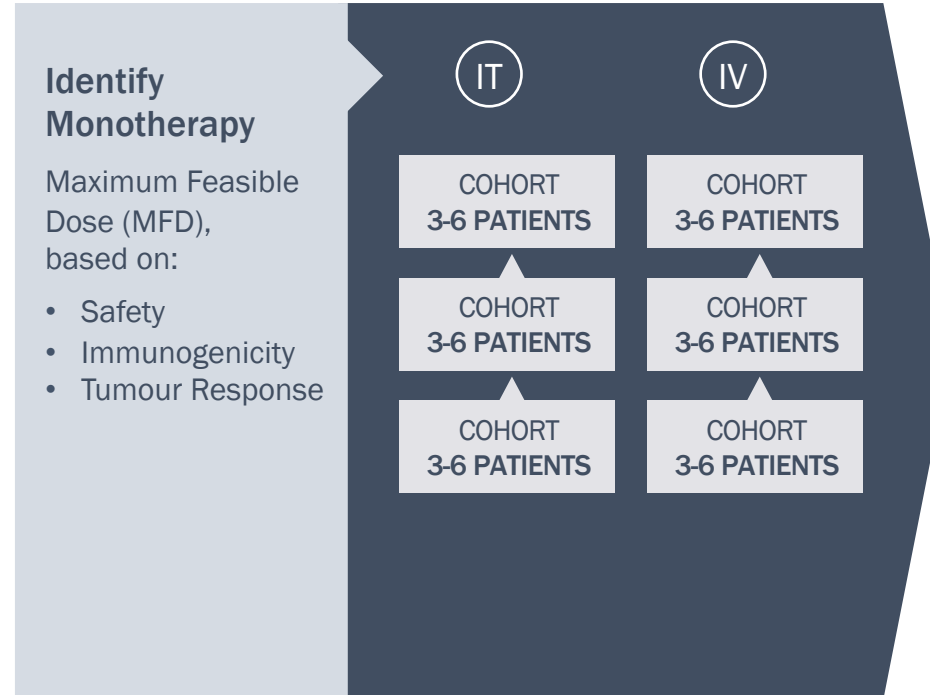 Identify
Monotherapy
Maximum Feasible
Dose (MFD),
based on:
• Safety
• Immunogenicity
• Tumour Response
IT
IV
COHORT
3-6 PATIENTS
COHORT
3-6 PATIENTS
COHORT
3-6 PATIENTS
COHORT
3-6 PATIENTS
COHORT
3-6 PATIENTS
COHORT
3-6 PATIENTS